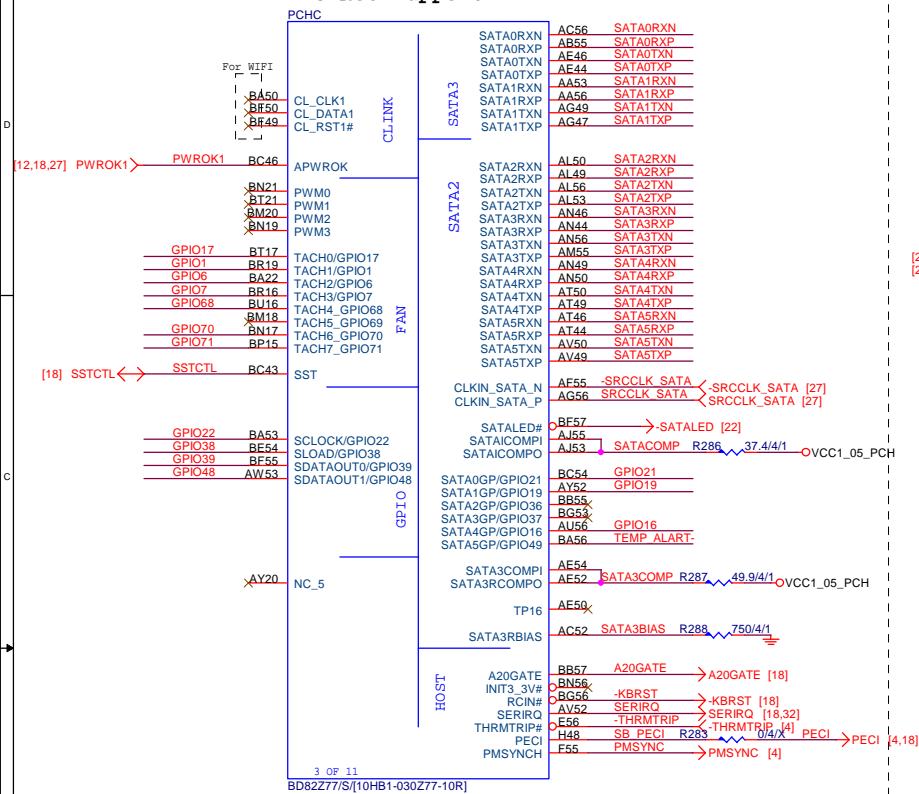 PCHC
For WIFI
BA50 CL_CLK1
BF50 CL_DATA1
BF49 CL_RST1#
CLINK
[12,18,27] PWROK1 PWROK1 BC46 APWROK
BN21 PWM0
BT21 PWM1
BM20 PWM2
BN19 PWM3
GPIO17 BT17 TACH0/GPIO17
GPIO1 BR19 TACH1/GPIO1
GPIO6 BA22 TACH2/GPIO6
GPIO7 BR16 TACH3/GPIO7
GPIO68 BU16 TACH4_GPIO68
BM18 TACH5_GPIO69
GPIO70 BN17 TACH6_GPIO70
GPIO71 BP15 TACH7_GPIO71
FAN
[18] SSTCTL SSTCTL BC43 SST
GPIO22 BA53 SCLOCK/GPIO22
GPIO38 BE54 SLOAD/GPIO38
GPIO39 BF55 SDATAOUT0/GPIO39
GPIO48 AW53 SDATAOUT1/GPIO48
GPIO
AY20 NC_5
SATA3
SATA0RXN AC56 SATA0RXN
SATA0RXP AB55 SATA0RXP
SATA0TXN AE46 SATA0TXN
SATA0TXP AE44 SATA0TXP
SATA1RXN AA53 SATA1RXN
SATA1RXP AA56 SATA1RXP
SATA1TXN AG49 SATA1TXN
SATA1TXP AG47 SATA1TXP
SATA2
SATA2RXN AL50 SATA2RXN
SATA2RXP AL49 SATA2RXP
SATA2TXN AL56 SATA2TXN
SATA2TXP AL53 SATA2TXP
SATA3RXN AN46 SATA3RXN
SATA3RXP AN44 SATA3RXP
SATA3TXN AN56 SATA3TXN
SATA3TXP AM55 SATA3TXP
SATA4RXN AN49 SATA4RXN
SATA4RXP AN50 SATA4RXP
SATA4TXN AT50 SATA4TXN
SATA4TXP AT49 SATA4TXP
SATA5RXN AT46 SATA5RXN
SATA5RXP AT44 SATA5RXP
SATA5TXN AV50 SATA5TXN
SATA5TXP AV49 SATA5TXP
CLKIN_SATA_N AF55 -SRCCLK_SATA -SRCCLK_SATA [27]
CLKIN_SATA_P AG56 SRCCLK_SATA SRCCLK_SATA [27]
SATALED# BF57 -SATALED [22]
SATAICOMPI AJ55
SATAICOMPO AJ53 SATACOMP R286 37.4/4/1 VCC1_05_PCH
SATA0GP/GPIO21 BC54 GPIO21
SATA1GP/GPIO19 AY52 GPIO19
SATA2GP/GPIO36 BB55
SATA3GP/GPIO37 BG53
SATA4GP/GPIO16 AU56 GPIO16
SATA5GP/GPIO49 BA56 TEMP_ALART-
SATA3COMPI AE54
SATA3RCOMPO AE52 SATA3COMP R287 49.9/4/1 VCC1_05_PCH
TP16 AE50
SATA3RBIAS AC52 SATA3BIAS R288 750/4/1
HOST
A20GATE BB57 A20GATE A20GATE [18]
INIT3_3V# BN56
RCIN# BG56 -KBRST -KBRST [18]
SERIRQ AV52 SERIRQ SERIRQ [18,32]
THRMTRIP# E56 -THRMTRIP -THRMTRIP [4]
PECI H48 SB_PECI R283 0/4/X PECI PECI [4,18]
PMSYNCH F55 PMSYNC PMSYNC [4]
3 OF 11
BD82Z77/S/[10HB1-030Z77-10R]
D
C